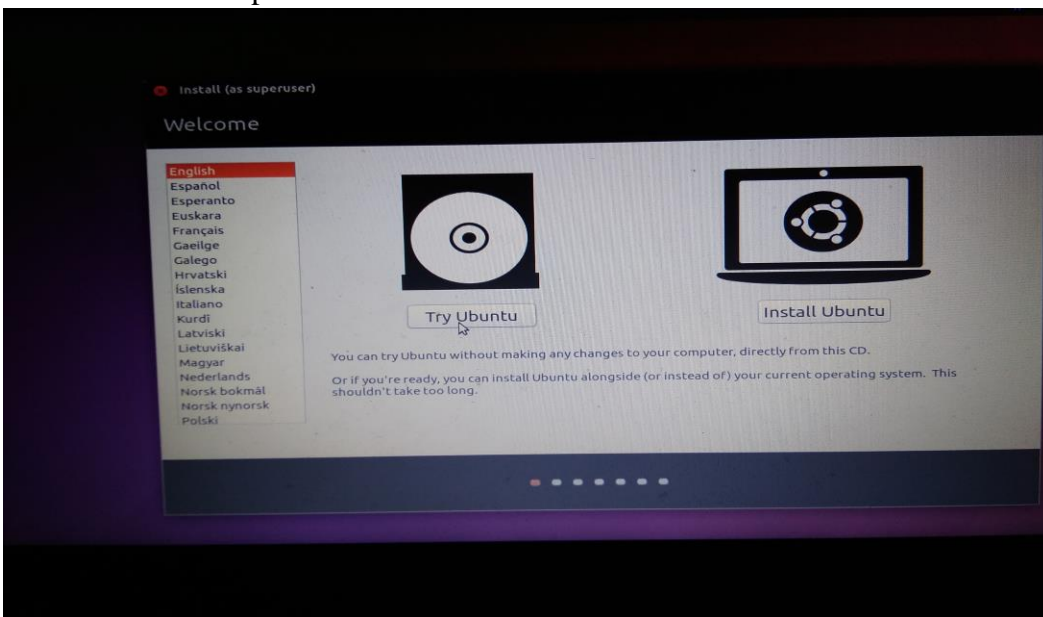 Install (as superuser)
Welcome
English
Español
Esperanto
Euskara
Français
Gaeilge
Galego
Hrvatski
Íslenska
Italiano
Kurdî
Latviski
Lietuviškai
Magyar
Nederlands
Norsk bokmål
Norsk nynorsk
Polski
Try Ubuntu
Install Ubuntu
You can try Ubuntu without making any changes to your computer, directly from this CD.
Or if you're ready, you can install Ubuntu alongside (or instead of) your current operating system. This
shouldn't take too long.